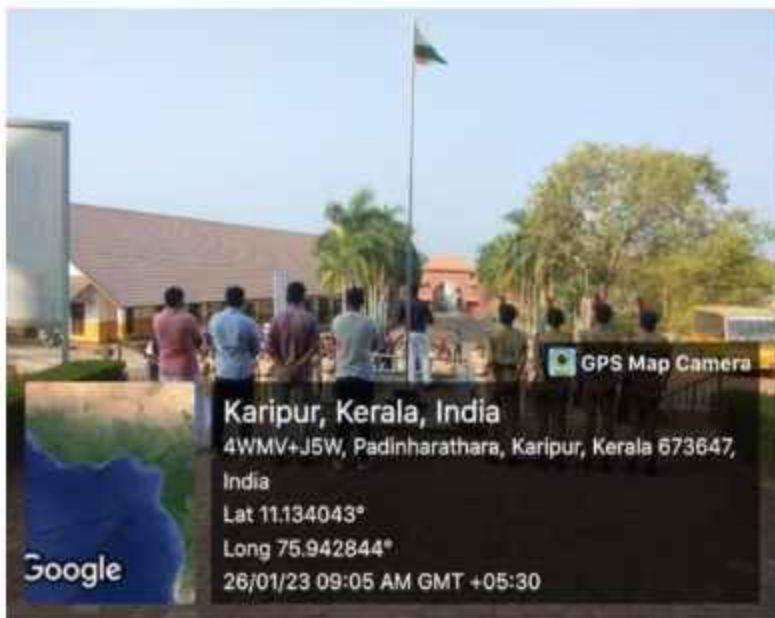 GPS Map Camera
Karipur, Kerala, India
4WMV+J5W, Padinharathara, Karipur, Kerala 673647,
India
Lat 11.134043°
Long 75.942844°
26/01/23 09:05 AM GMT +05:30
Google